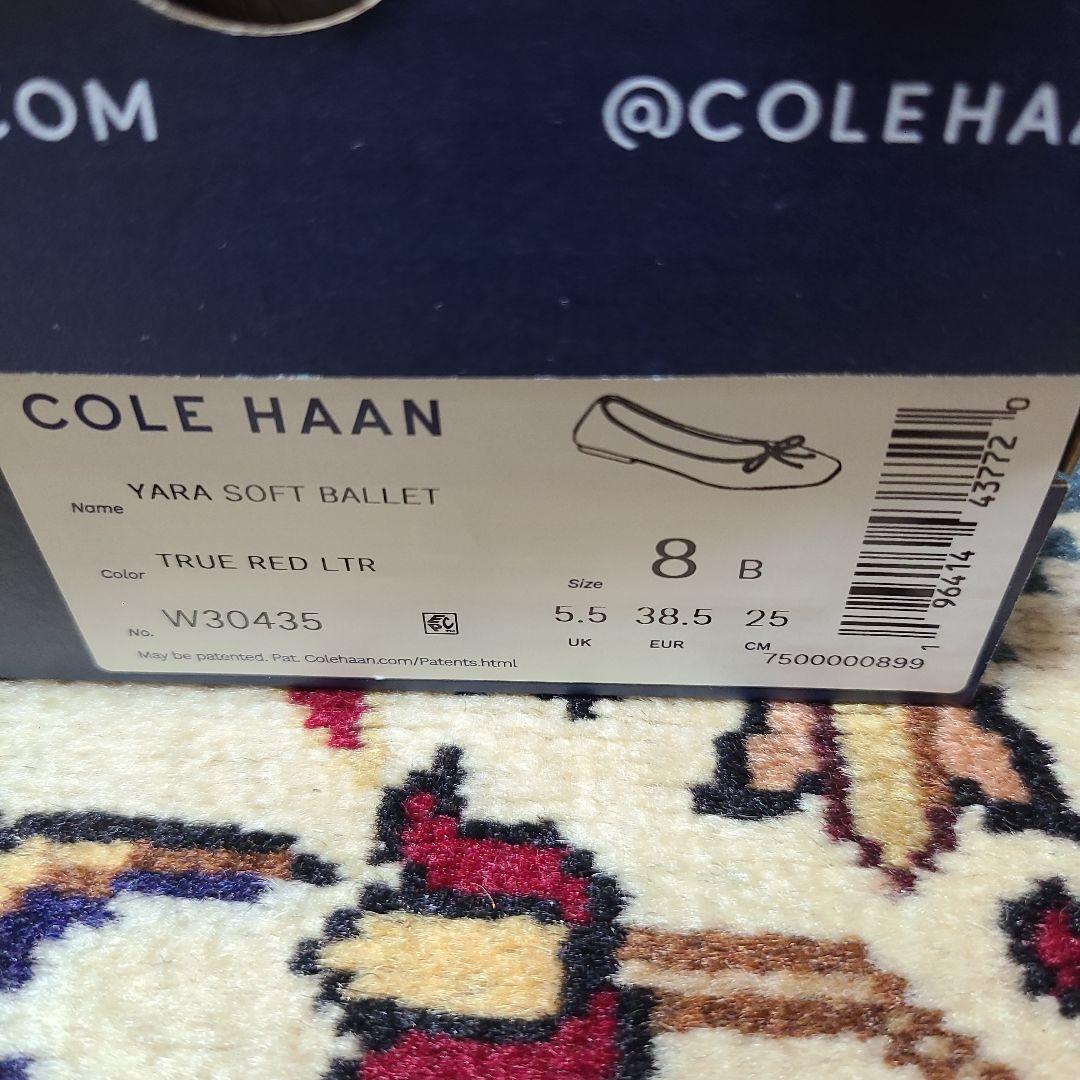 COM @COLEHAA
COLE HAAN
Name YARA SOFT BALLET
Color TRUE RED LTR
Size 8 B
No. W30435
5.5 38.5 25
UK EUR CM
May be patented. Pat. Colehaan.com/Patents.html
7500000899
1 96414 43772 0